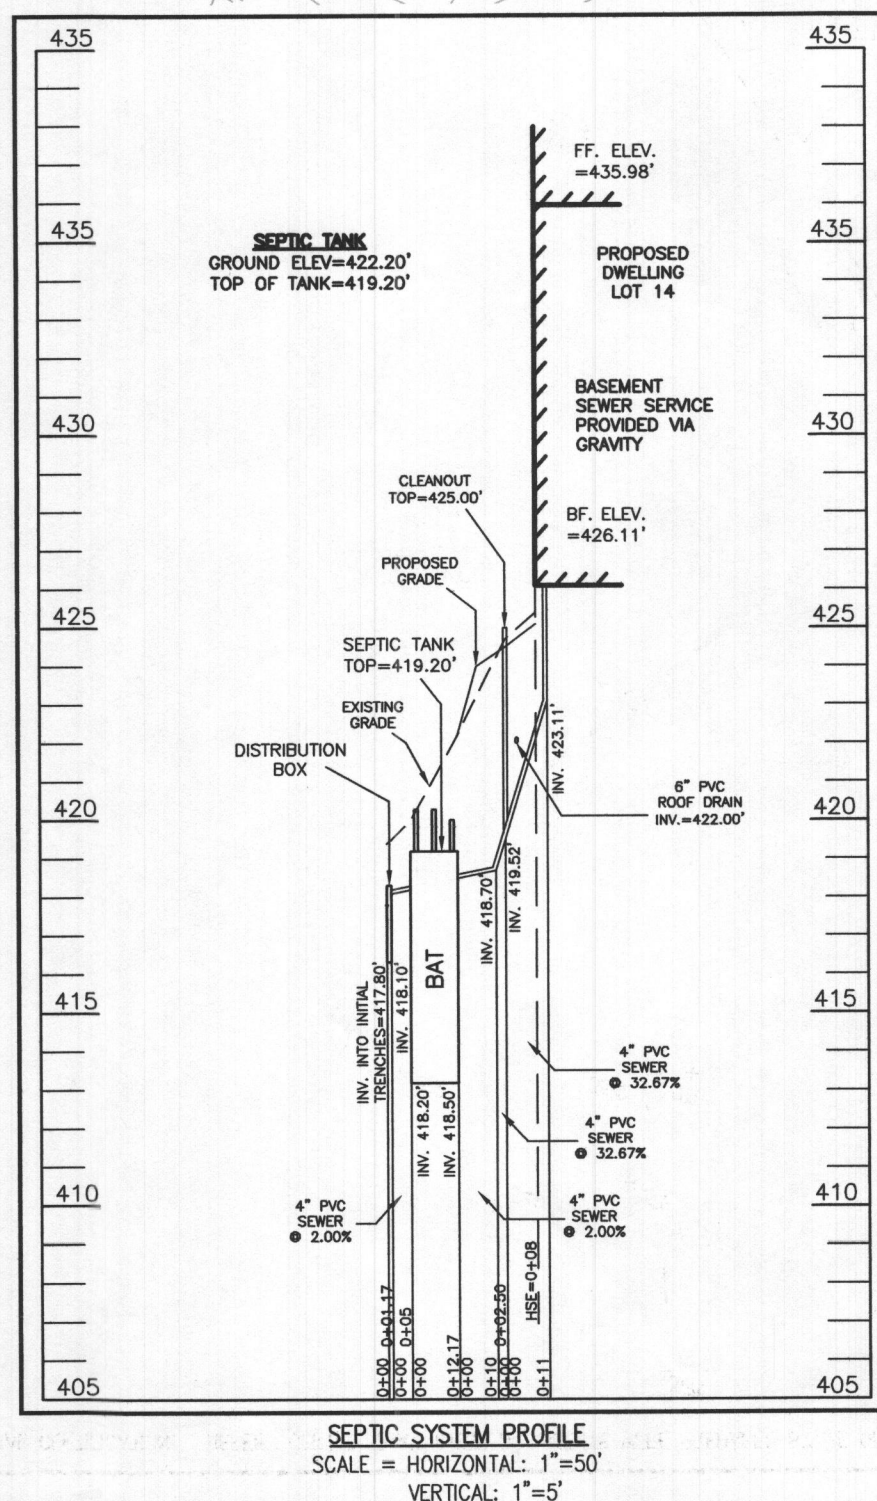 435
435
FF. ELEV.
=435.98'
435
435
SEPTIC TANK
GROUND ELEV=422.20'
TOP OF TANK=419.20'
PROPOSED
DWELLING
LOT 14
BASEMENT
SEWER SERVICE
PROVIDED VIA
GRAVITY
430
430
CLEANOUT
TOP=425.00'
BF. ELEV.
=426.11'
PROPOSED
GRADE
425
425
SEPTIC TANK
TOP=419.20'
EXISTING
GRADE
DISTRIBUTION
BOX
INV. 423.11'
6" PVC
ROOF DRAIN
INV.=422.00'
420
420
INV. 418.70'
INV. 419.52'
BAT
INV. INTO INITIAL
TRENCHES=417.80'
INV. 418.10'
415
415
4" PVC
SEWER
@ 32.67%
INV. 418.20'
INV. 418.50'
4" PVC
SEWER
@ 32.67%
410
410
4" PVC
SEWER
@ 2.00%
4" PVC
SEWER
@ 2.00%
HSE=0+08
0+00
0+01.17
0+00
0+05
0+00
0+12.17
0+00
0+10
0+02.50
0+00
0+11
405
405
SEPTIC SYSTEM PROFILE
SCALE = HORIZONTAL: 1"=50'
VERTICAL: 1"=5'